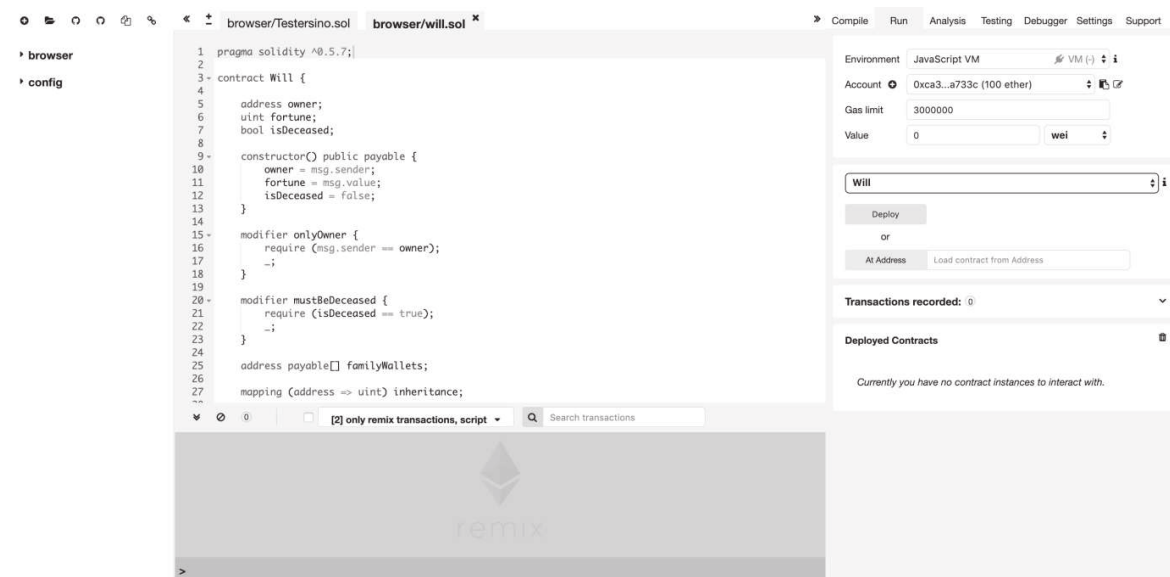 « browser/Testersino.sol browser/will.sol ×
» Compile Run Analysis Testing Debugger Settings Support
browser
config
1 pragma solidity ^0.5.7;
2
3 contract Will {
4
5 address owner;
6 uint fortune;
7 bool isDeceased;
8
9 constructor() public payable {
10 owner = msg.sender;
11 fortune = msg.value;
12 isDeceased = false;
13 }
14
15 modifier onlyOwner {
16 require (msg.sender == owner);
17 _;
18 }
19
20 modifier mustBeDeceased {
21 require (isDeceased == true);
22 _;
23 }
24
25 address payable[] familyWallets;
26
27 mapping (address => uint) inheritance;
0 [2] only remix transactions, script Search transactions
remix
>
Environment JavaScript VM VM (-) i
Account 0xca3...a733c (100 ether)
Gas limit 3000000
Value 0 wei
Will i
Deploy
or
At Address Load contract from Address
Transactions recorded: 0
Deployed Contracts
Currently you have no contract instances to interact with.